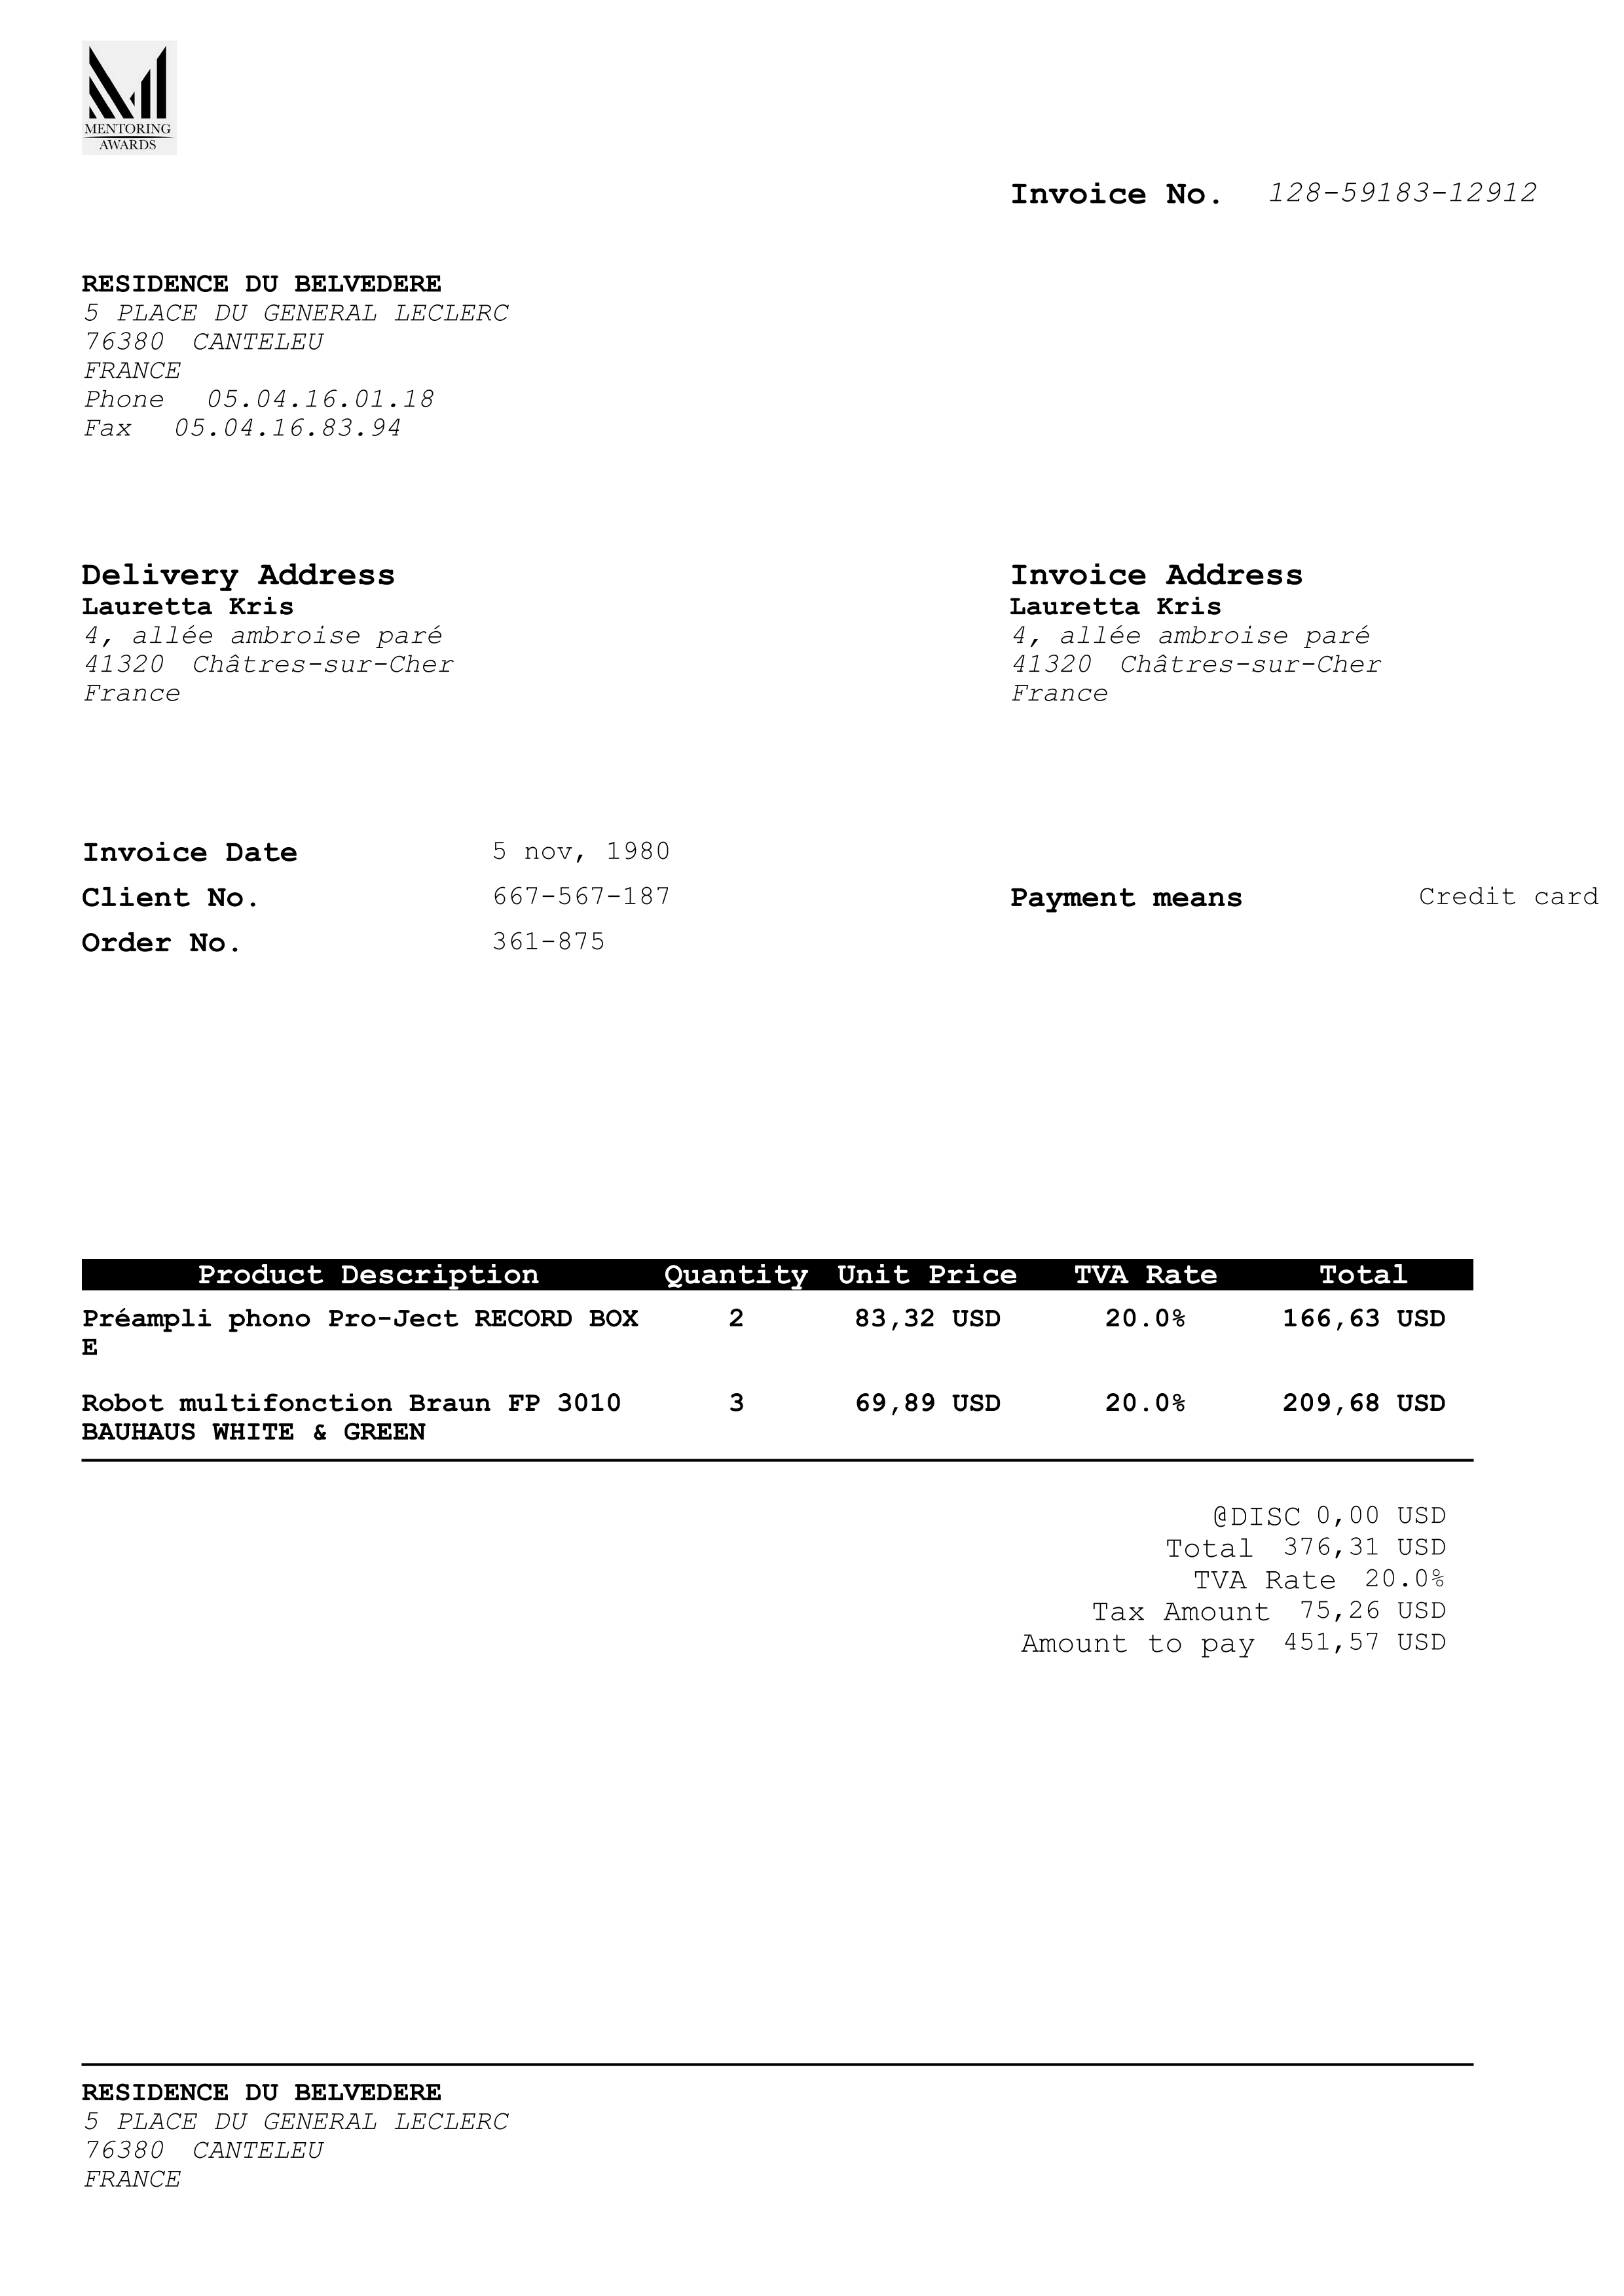 MENTORING
AWARDS
Invoice No. 128-59183-12912
RESIDENCE DU BELVEDERE
5 PLACE DU GENERAL LECLERC
76380 CANTELEU
FRANCE
Phone 05.04.16.01.18
Fax 05.04.16.83.94
Delivery Address
Lauretta Kris
4, allée ambroise paré
41320 Châtres-sur-Cher
France
Invoice Address
Lauretta Kris
4, allée ambroise paré
41320 Châtres-sur-Cher
France
Invoice Date 5 nov, 1980
Client No. 667-567-187
Order No. 361-875
Payment means Credit card
Product Description Quantity Unit Price TVA Rate Total
Préampli phono Pro-Ject RECORD BOX 2 83,32 USD 20.0% 166,63 USD
E
Robot multifonction Braun FP 3010 3 69,89 USD 20.0% 209,68 USD
BAUHAUS WHITE & GREEN
@DISC 0,00 USD
Total 376,31 USD
TVA Rate 20.0%
Tax Amount 75,26 USD
Amount to pay 451,57 USD
RESIDENCE DU BELVEDERE
5 PLACE DU GENERAL LECLERC
76380 CANTELEU
FRANCE